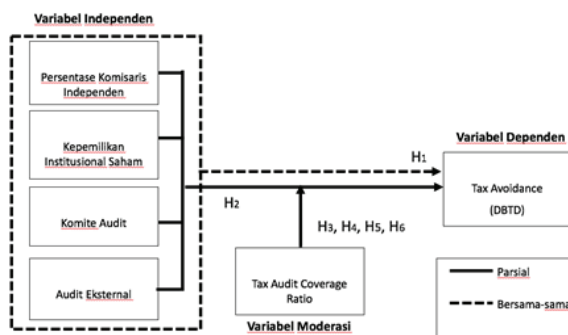 Variabel Independen
Persentase Komisaris
Independen
Kepemilikan
Institusional Saham
Komite Audit
Audit Eksternal
H1
H2
H3, H4, H5, H6
Tax Audit Coverage
Ratio
Variabel Moderasi
Variabel Dependen
Tax Avoidance
(DBTD)
Parsial
Bersama-sama